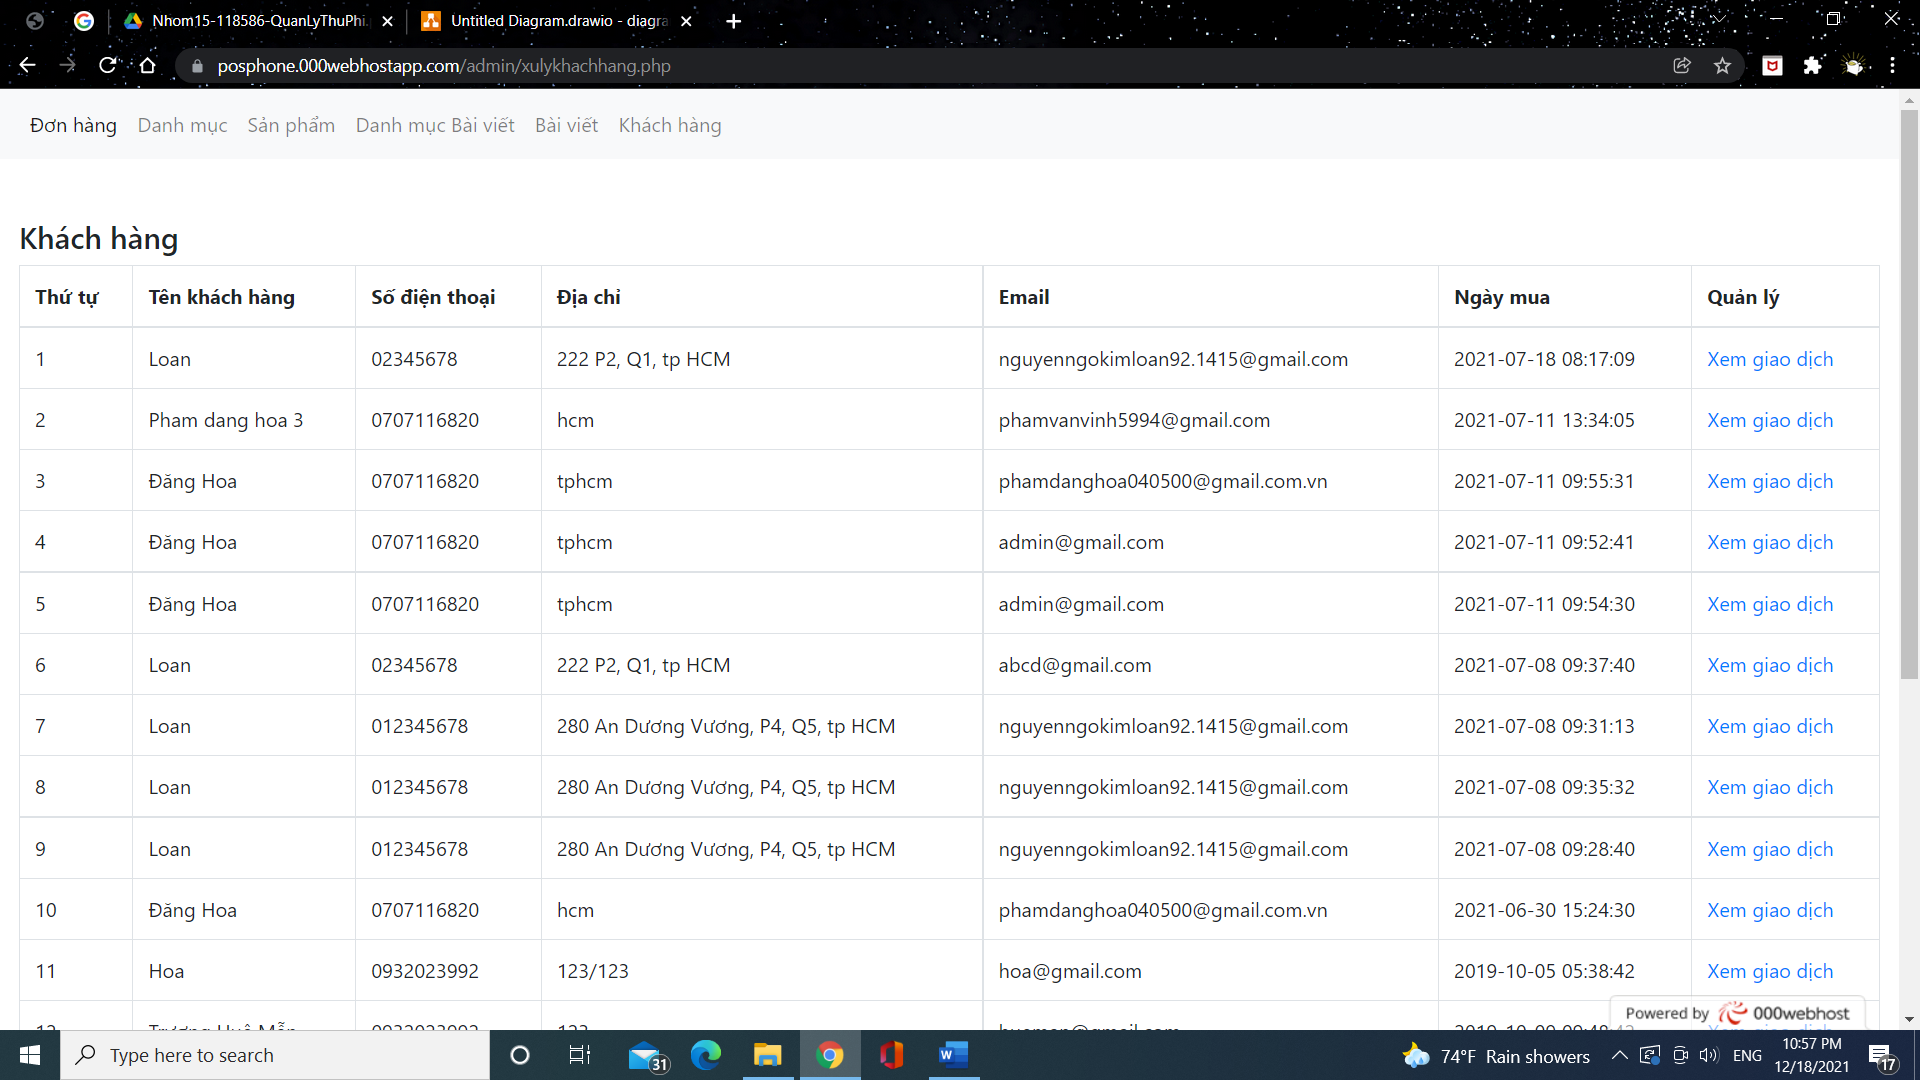 Nhom15-118586-QuanLyThuPhi. Untitled Diagram.drawio - diagra
posphone.000webhostapp.com/admin/xulykhachhang.php
Đơn hàng Danh mục Sản phẩm Danh mục Bài viết Bài viết Khách hàng
Khách hàng
Thứ tự Tên khách hàng Số điện thoại Địa chỉ Email Ngày mua Quản lý
1 Loan 02345678 222 P2, Q1, tp HCM nguyenngokimloan92.1415@gmail.com 2021-07-18 08:17:09 Xem giao dịch
2 Pham dang hoa 3 0707116820 hcm phamvanvinh5994@gmail.com 2021-07-11 13:34:05 Xem giao dịch
3 Đăng Hoa 0707116820 tphcm phamdanghoa040500@gmail.com.vn 2021-07-11 09:55:31 Xem giao dịch
4 Đăng Hoa 0707116820 tphcm admin@gmail.com 2021-07-11 09:52:41 Xem giao dịch
5 Đăng Hoa 0707116820 tphcm admin@gmail.com 2021-07-11 09:54:30 Xem giao dịch
6 Loan 02345678 222 P2, Q1, tp HCM abcd@gmail.com 2021-07-08 09:37:40 Xem giao dịch
7 Loan 012345678 280 An Dương Vương, P4, Q5, tp HCM nguyenngokimloan92.1415@gmail.com 2021-07-08 09:31:13 Xem giao dịch
8 Loan 012345678 280 An Dương Vương, P4, Q5, tp HCM nguyenngokimloan92.1415@gmail.com 2021-07-08 09:35:32 Xem giao dịch
9 Loan 012345678 280 An Dương Vương, P4, Q5, tp HCM nguyenngokimloan92.1415@gmail.com 2021-07-08 09:28:40 Xem giao dịch
10 Đăng Hoa 0707116820 hcm phamdanghoa040500@gmail.com.vn 2021-06-30 15:24:30 Xem giao dịch
11 Hoa 0932023992 123/123 hoa@gmail.com 2019-10-05 05:38:42 Xem giao dịch
12 Trương Huê Mẫn 0932023992 123
Powered by 000webhost
Type here to search
31
74°F Rain showers
ENG
10:57 PM
12/18/2021
17